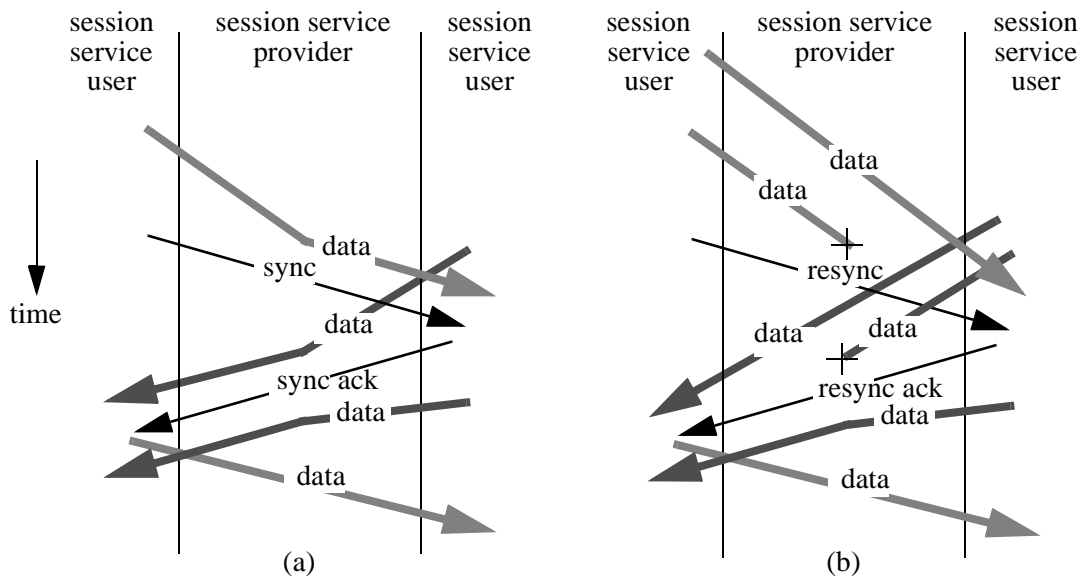 session
service
user
session service
provider
session
service
user
data
sync
time
data
sync ack
data
data
(a)
session
service
user
session service
provider
session
service
user
data
data
resync
data
data
resync ack
data
data
(b)